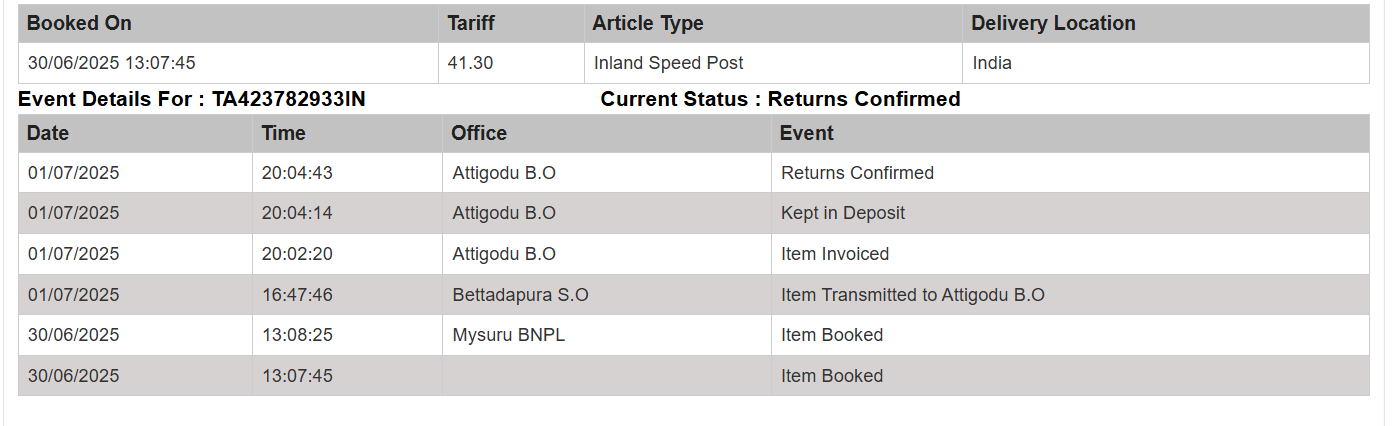 Booked On Tariff Article Type Delivery Location
30/06/2025 13:07:45 41.30 Inland Speed Post India
Event Details For : TA423782933IN Current Status : Returns Confirmed
Date Time Office Event
01/07/2025 20:04:43 Attigodu B.O Returns Confirmed
01/07/2025 20:04:14 Attigodu B.O Kept in Deposit
01/07/2025 20:02:20 Attigodu B.O Item Invoiced
01/07/2025 16:47:46 Bettadapura S.O Item Transmitted to Attigodu B.O
30/06/2025 13:08:25 Mysuru BNPL Item Booked
30/06/2025 13:07:45 Item Booked